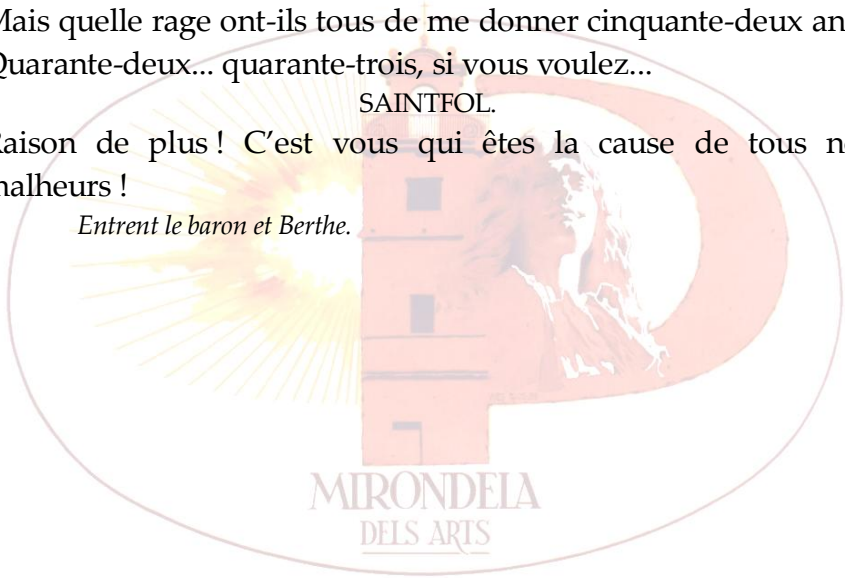 Mais quelle rage ont-ils tous de me donner cinquante-deux an
Quarante-deux... quarante-trois, si vous voulez...
SAINTFOL.
Raison de plus ! C’est vous qui êtes la cause de tous n
malheurs !
Entrent le baron et Berthe.
MIRONDELA
DELS ARTS